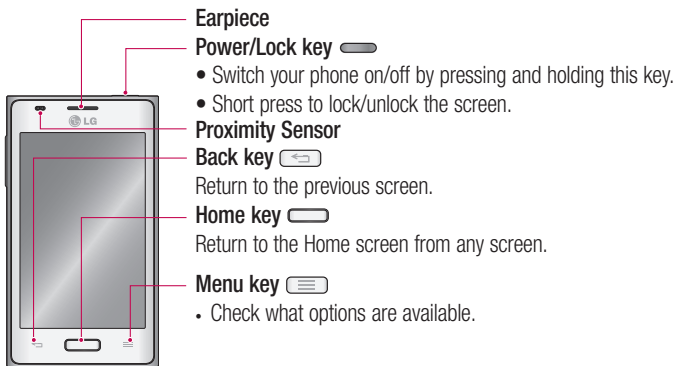 Earpiece
Power/Lock key
• Switch your phone on/off by pressing and holding this key.
• Short press to lock/unlock the screen.
Proximity Sensor
Back key
Return to the previous screen.
Home key
Return to the Home screen from any screen.
Menu key
• Check what options are available.
LG